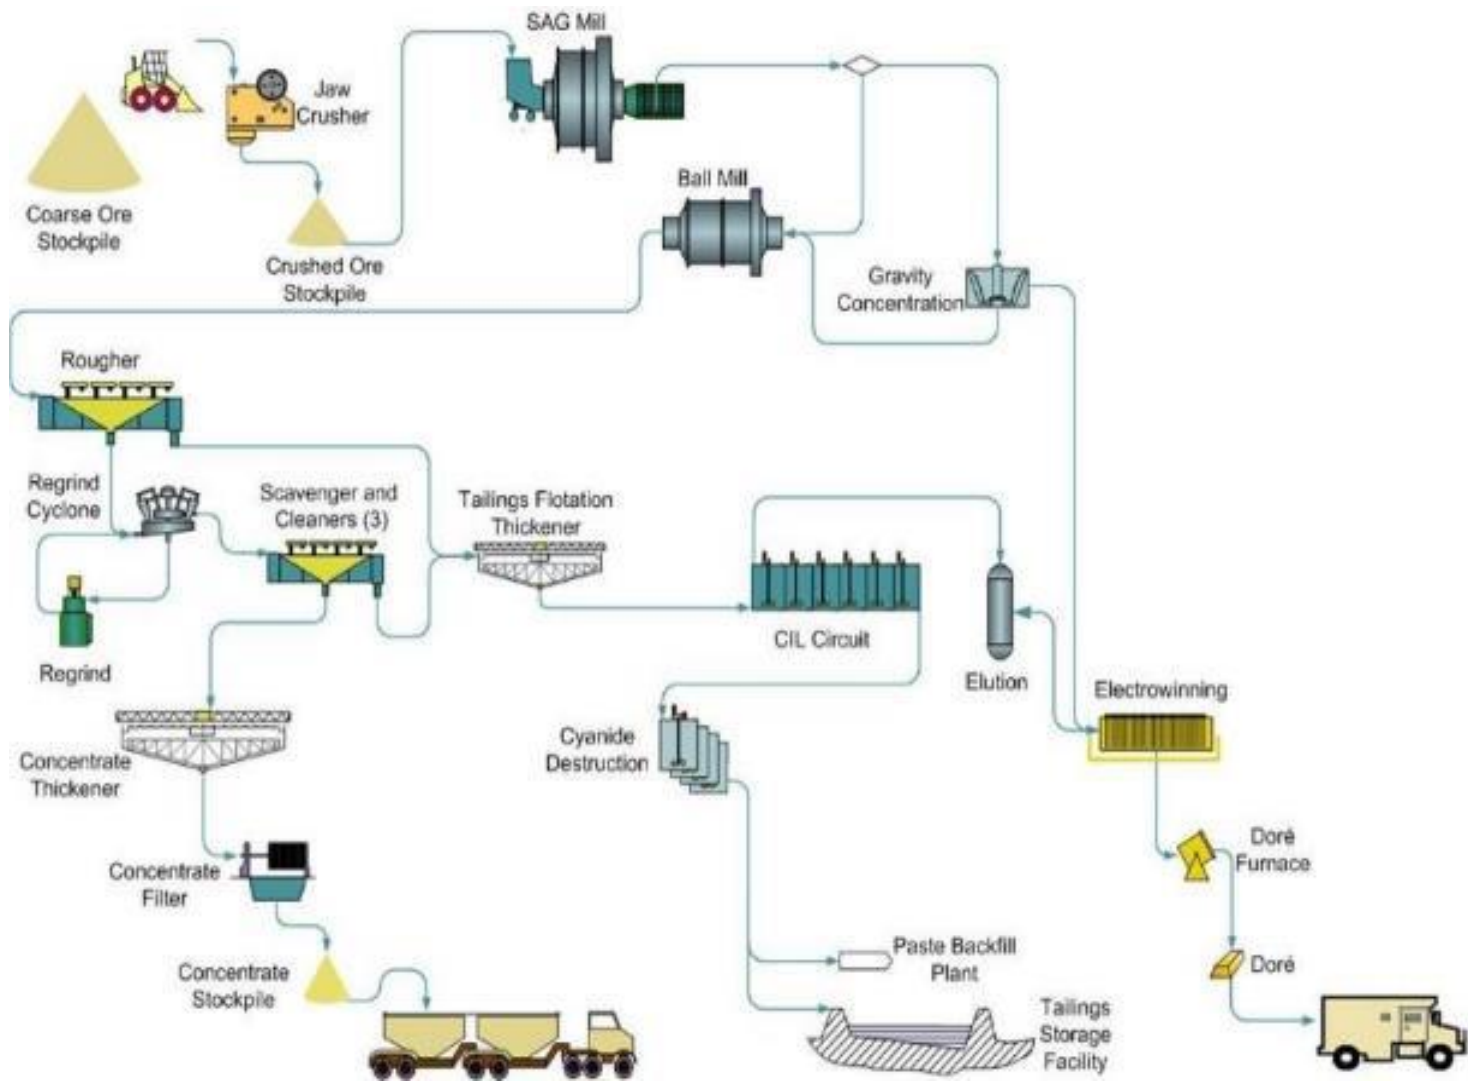 SAG Mill
Jaw
Crusher
Coarse Ore
Stockpile
Crushed Ore
Stockpile
Ball Mill
Gravity
Concentration
Rougher
Regrind
Cyclone
Scavenger and
Cleaners (3)
Tailings Flotation
Thickener
Regrind
CIL Circuit
Elution
Electrowinning
Concentrate
Thickener
Cyanide
Destruction
Concentrate
Filter
Doré
Furnace
Concentrate
Stockpile
Paste Backfill
Plant
Doré
Tailings
Storage
Facility